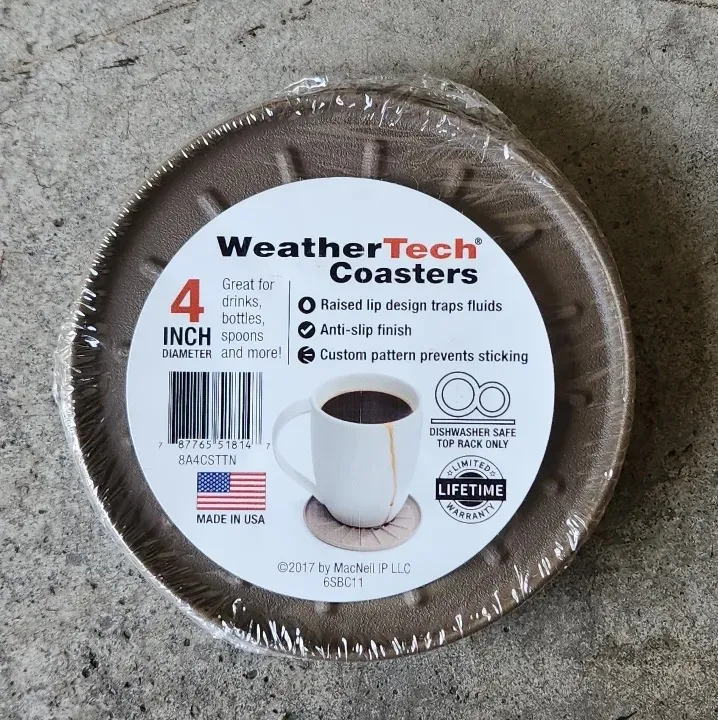 WeatherTech®
Coasters
4
INCH
DIAMETER
Great for
drinks,
bottles,
spoons
and more!
Raised lip design traps fluids
Anti-slip finish
Custom pattern prevents sticking
7 87765 51814 7
8A4CSTTN
MADE IN USA
DISHWASHER SAFE
TOP RACK ONLY
LIMITED
LIFETIME
WARRANTY
©2017 by MacNeil IP LLC
6SBC11